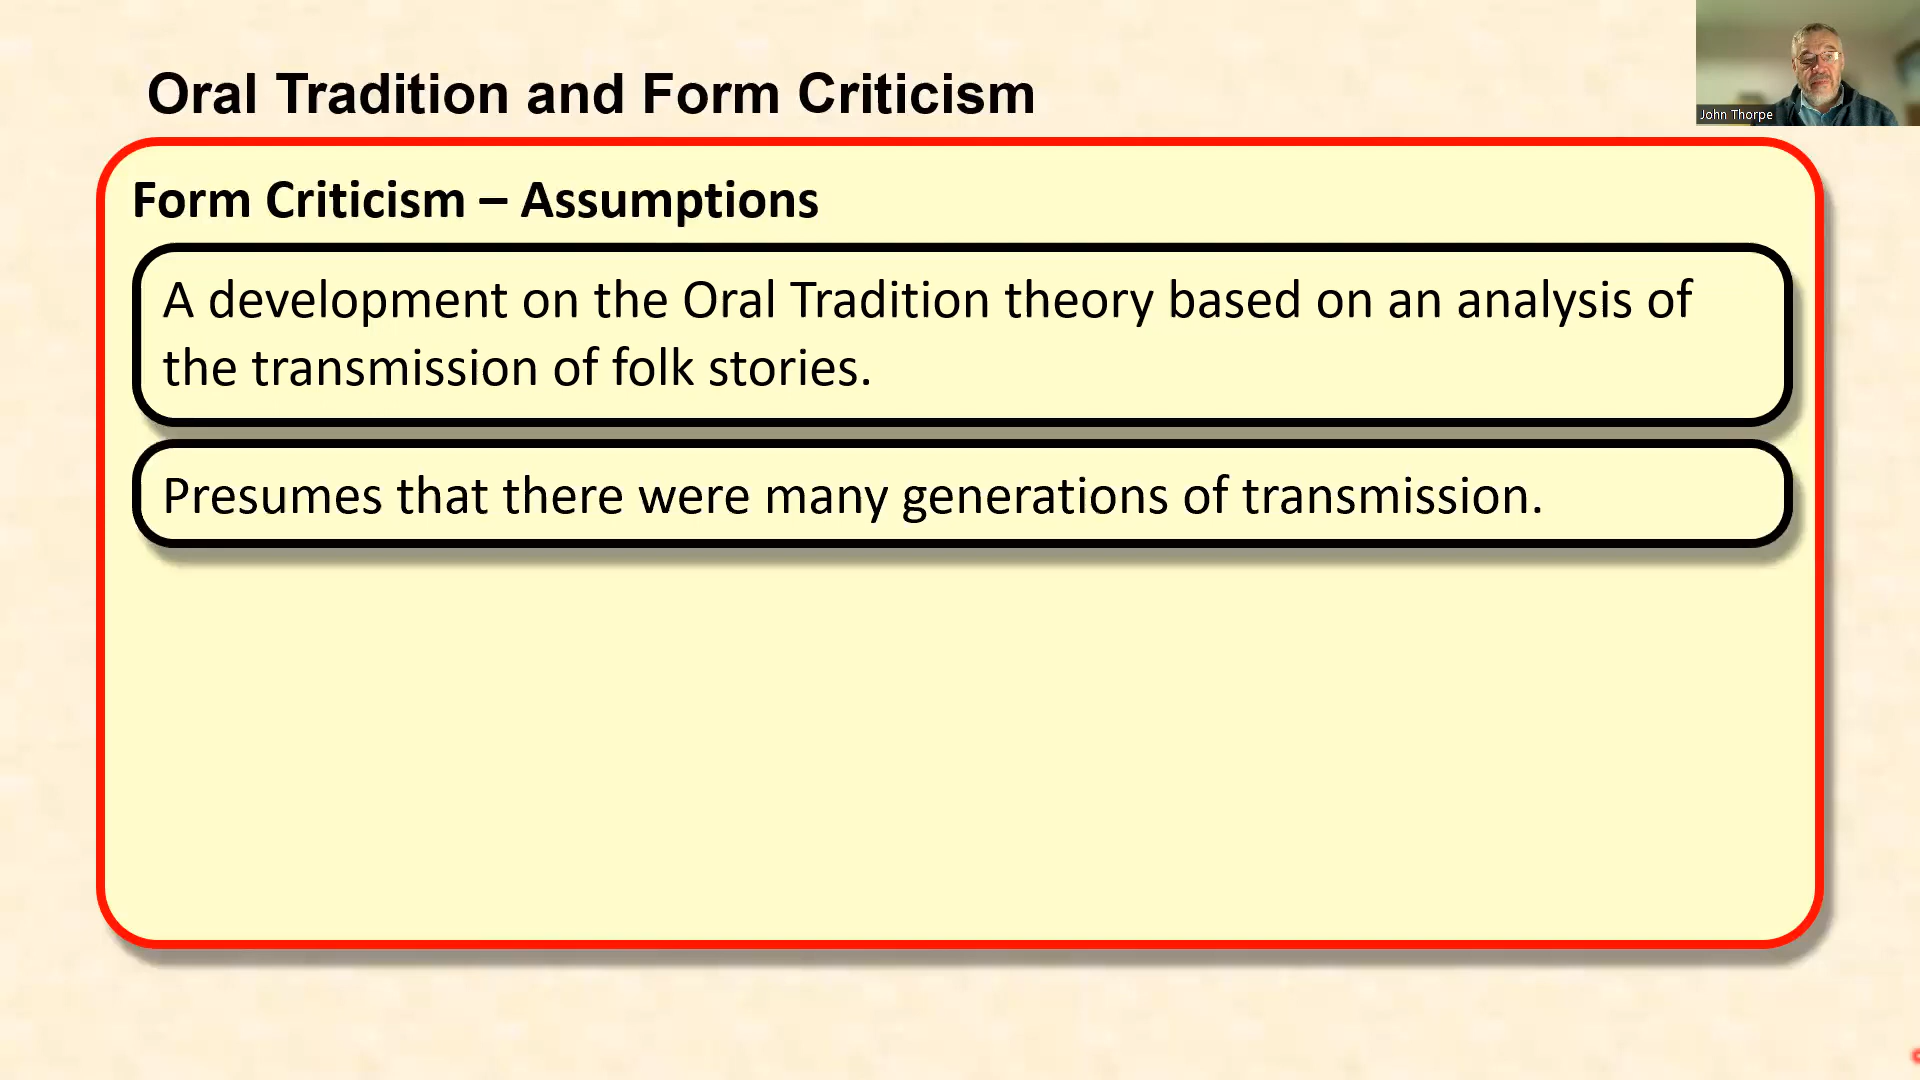 Oral Tradition and Form Criticism
John Thorpe
Form Criticism – Assumptions
A development on the Oral Tradition theory based on an analysis of
the transmission of folk stories.
Presumes that there were many generations of transmission.